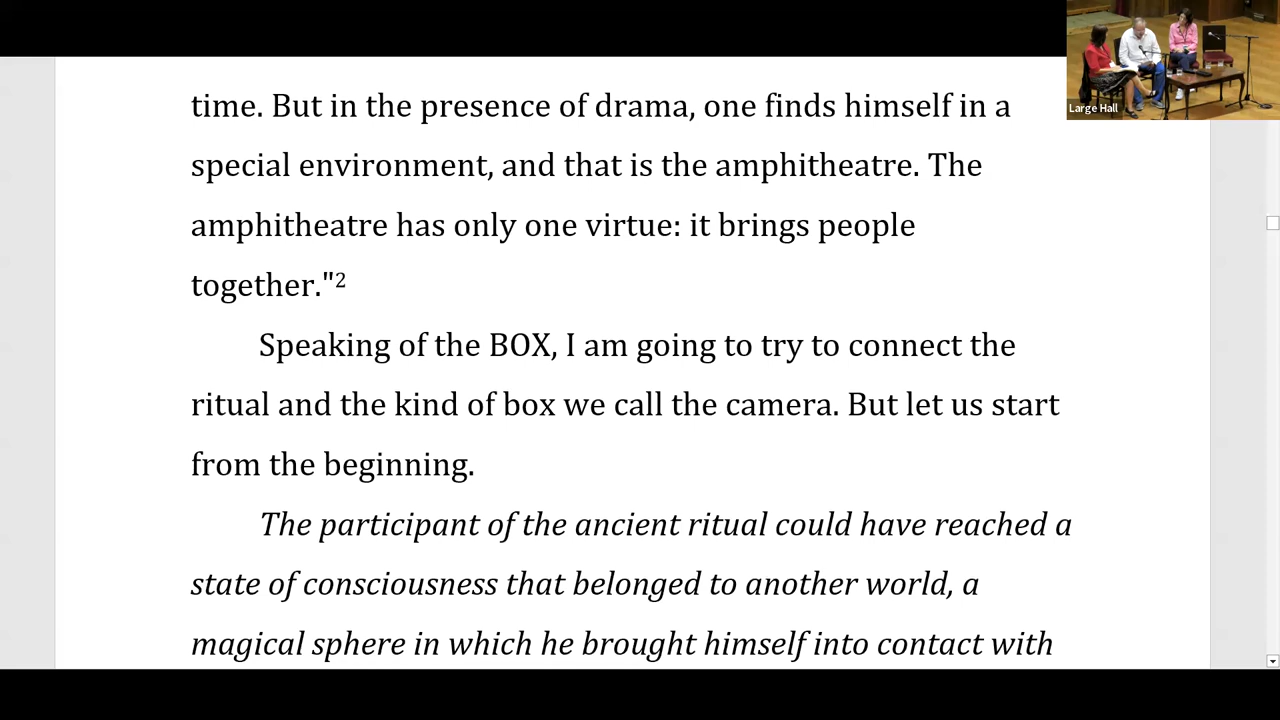 Large Hall
time. But in the presence of drama, one finds himself in a
special environment, and that is the amphitheatre. The
amphitheatre has only one virtue: it brings people
together."2
Speaking of the BOX, I am going to try to connect the
ritual and the kind of box we call the camera. But let us start
from the beginning.
The participant of the ancient ritual could have reached a
state of consciousness that belonged to another world, a
magical sphere in which he brought himself into contact with